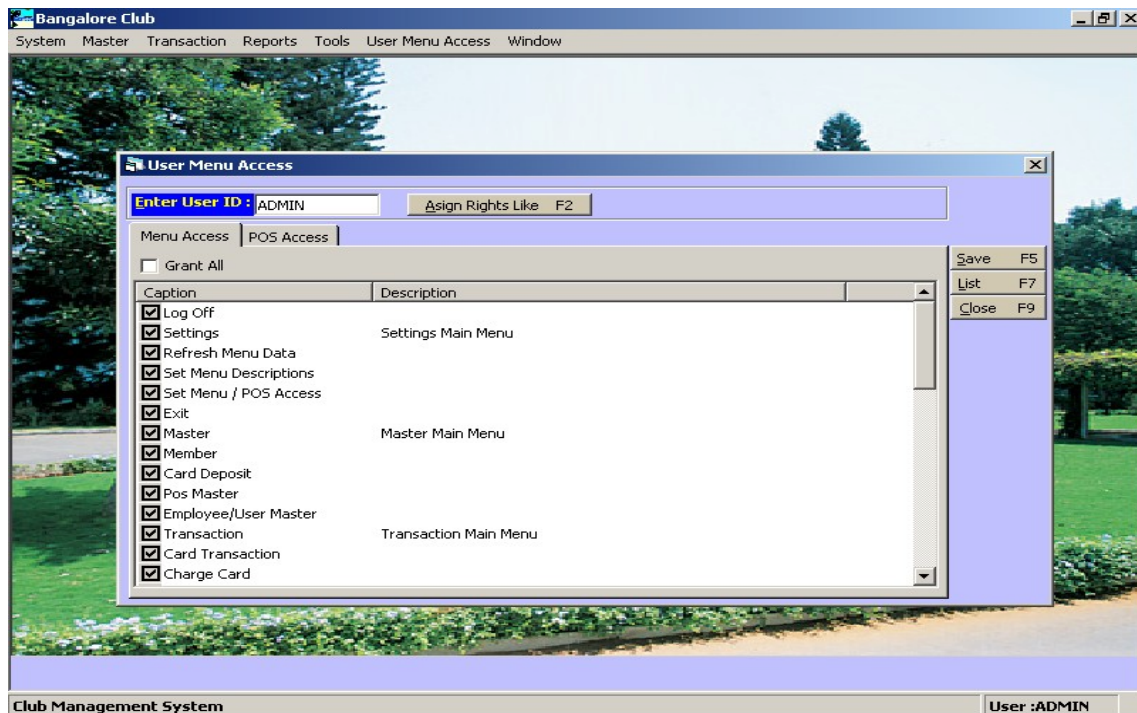 Bangalore Club
System Master Transaction Reports Tools User Menu Access Window
User Menu Access
Enter User ID : ADMIN Asign Rights Like F2
Menu Access POS Access
Grant All
Save F5
List F7
Close F9
Caption Description
Log Off
Settings Settings Main Menu
Refresh Menu Data
Set Menu Descriptions
Set Menu / POS Access
Exit
Master Master Main Menu
Member
Card Deposit
Pos Master
Employee/User Master
Transaction Transaction Main Menu
Card Transaction
Charge Card
Club Management System User :ADMIN